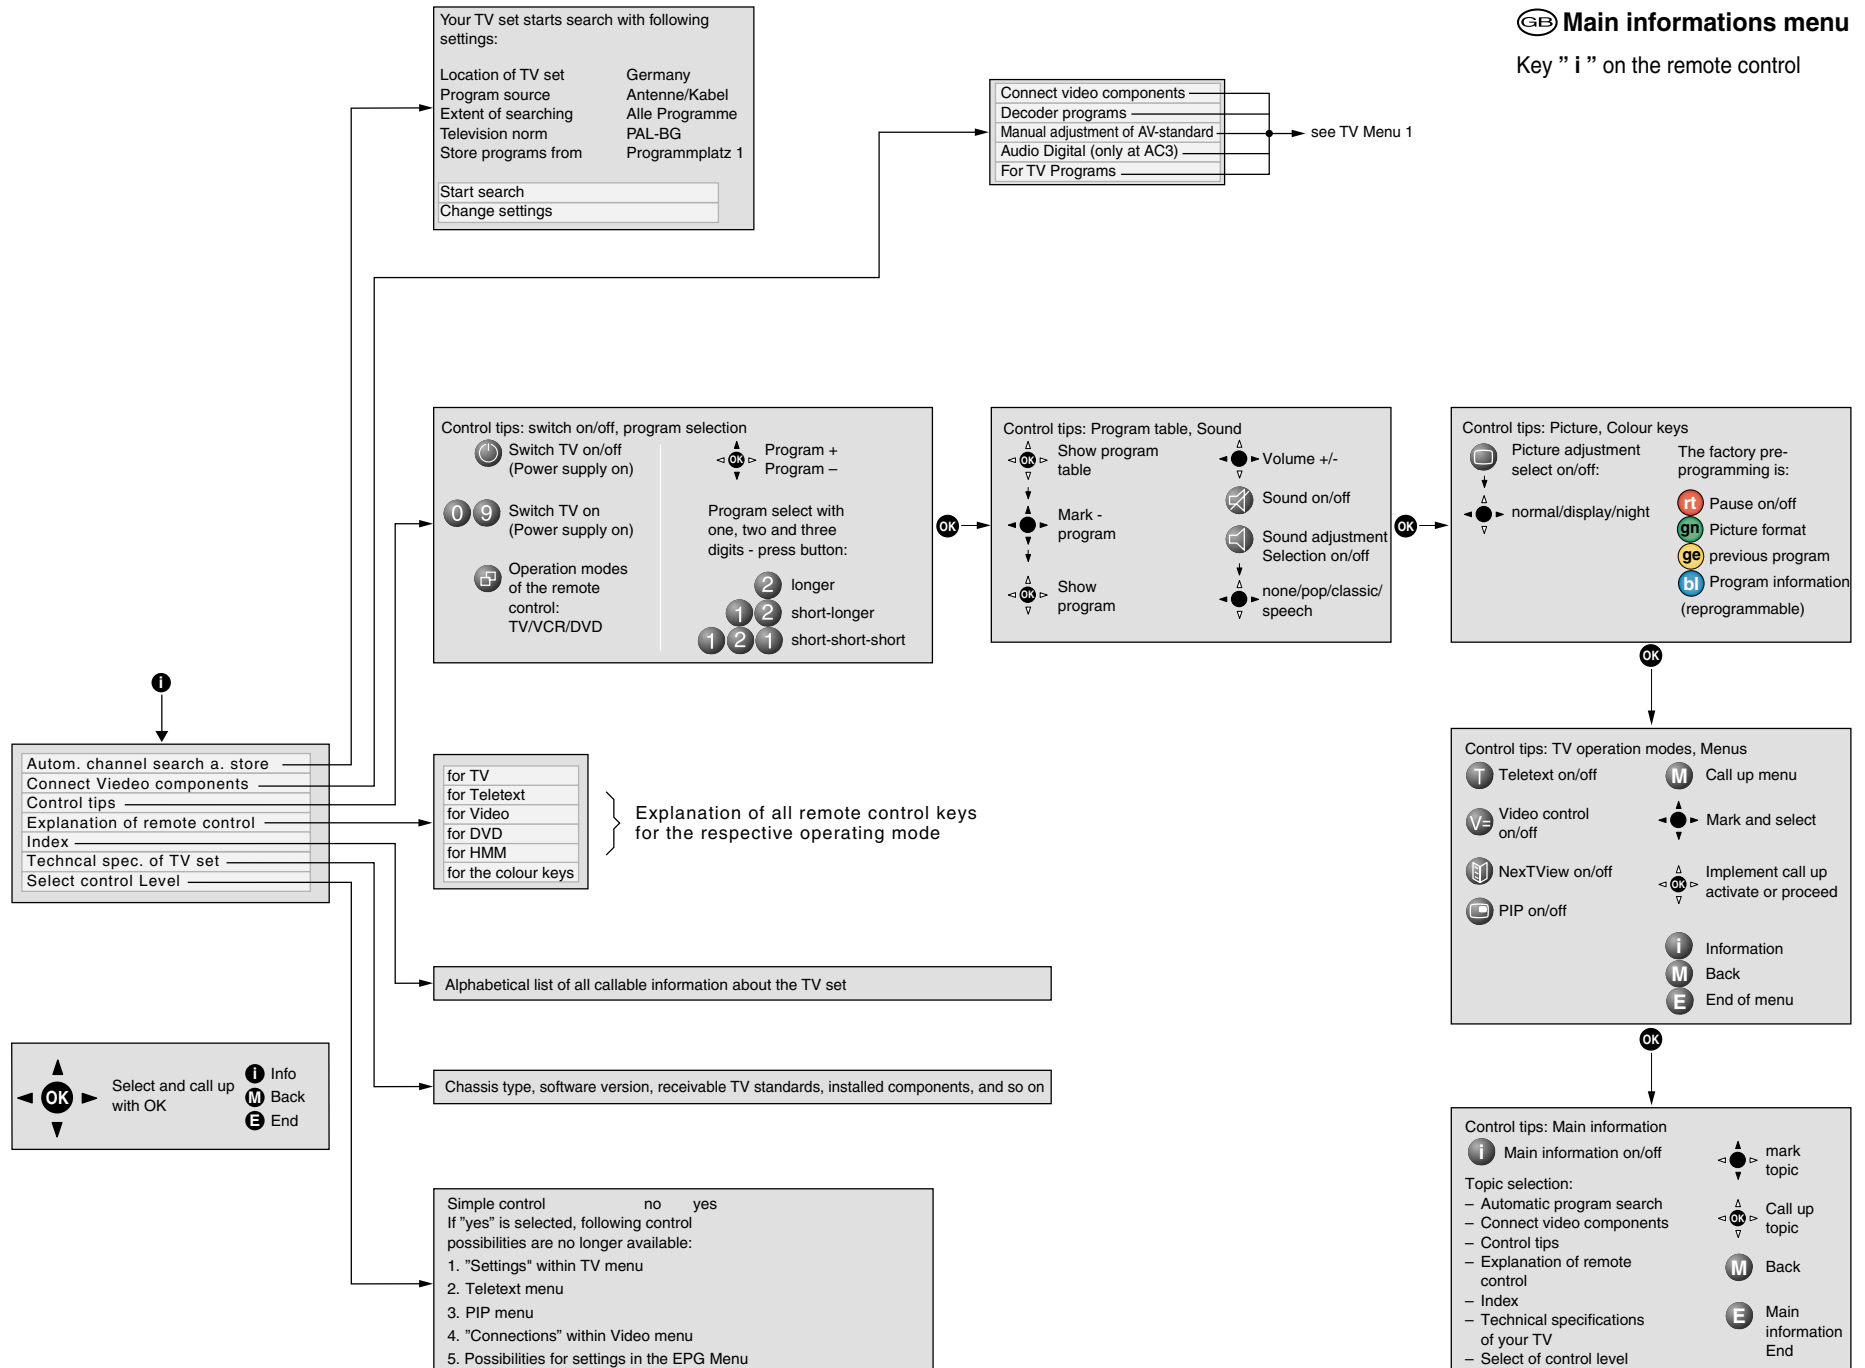 GB Main informations menu
Key ” i ” on the remote control
Your TV set starts search with following
settings:
Location of TV set Germany
Program source Antenne/Kabel
Extent of searching Alle Programme
Television norm PAL-BG
Store programs from Programmplatz 1
Start search
Change settings
Connect video components
Decoder programs
Manual adjustment of AV-standard
Audio Digital (only at AC3)
For TV Programs
see TV Menu 1
Control tips: switch on/off, program selection
Switch TV on/off
(Power supply on)
0 9 Switch TV on
(Power supply on)
Operation modes
of the remote
control:
TV/VCR/DVD
OK Program +
Program –
Program select with
one, two and three
digits - press button:
2 longer
1 2 short-longer
1 2 1 short-short-short
OK
Control tips: Program table, Sound
OK Show program
table
Mark -
program
OK Show
program
Volume +/-
Sound on/off
Sound adjustment
Selection on/off
none/pop/classic/
speech
OK
Control tips: Picture, Colour keys
Picture adjustment
select on/off:
normal/display/night
The factory pre-
programming is:
rt Pause on/off
gn Picture format
ge previous program
bl Program information
(reprogrammable)
OK
i
Autom. channel search a. store
Connect Viedeo components
Control tips
Explanation of remote control
Index
Techncal spec. of TV set
Select control Level
for TV
for Teletext
for Video
for DVD
for HMM
for the colour keys
Explanation of all remote control keys
for the respective operating mode
Control tips: TV operation modes, Menus
T Teletext on/off
V= Video control
on/off
NexTView on/off
PIP on/off
M Call up menu
Mark and select
OK Implement call up
activate or proceed
i Information
M Back
E End of menu
OK
Alphabetical list of all callable information about the TV set
OK Select and call up
with OK
i Info
M Back
E End
Chassis type, software version, receivable TV standards, installed components, and so on
Control tips: Main information
i Main information on/off
Topic selection:
– Automatic program search
– Connect video components
– Control tips
– Explanation of remote
control
– Index
– Technical specifications
of your TV
– Select of control level
mark
topic
OK Call up
topic
M Back
E Main
information
End
Simple control no yes
If ”yes” is selected, following control
possibilities are no longer available:
1. ”Settings" within TV menu
2. Teletext menu
3. PIP menu
4. ”Connections” within Video menu
5. Possibilities for settings in the EPG Menu